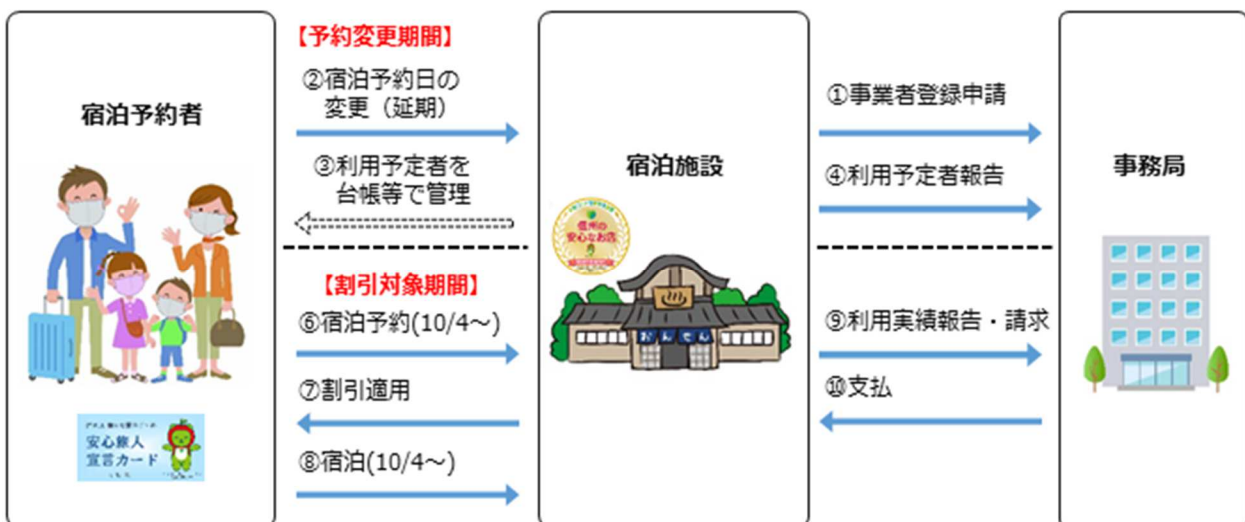 宿泊予約者
安心旅人
宣言カード
【予約変更期間】
②宿泊予約日の
変更（延期）
③利用予定者を
台帳等で管理
【割引対象期間】
⑥宿泊予約(10/4～)
⑦割引適用
⑧宿泊(10/4～)
宿泊施設
信州の
安心なお店
おんせん
①事業者登録申請
④利用予定者報告
⑨利用実績報告・請求
⑩支払
事務局